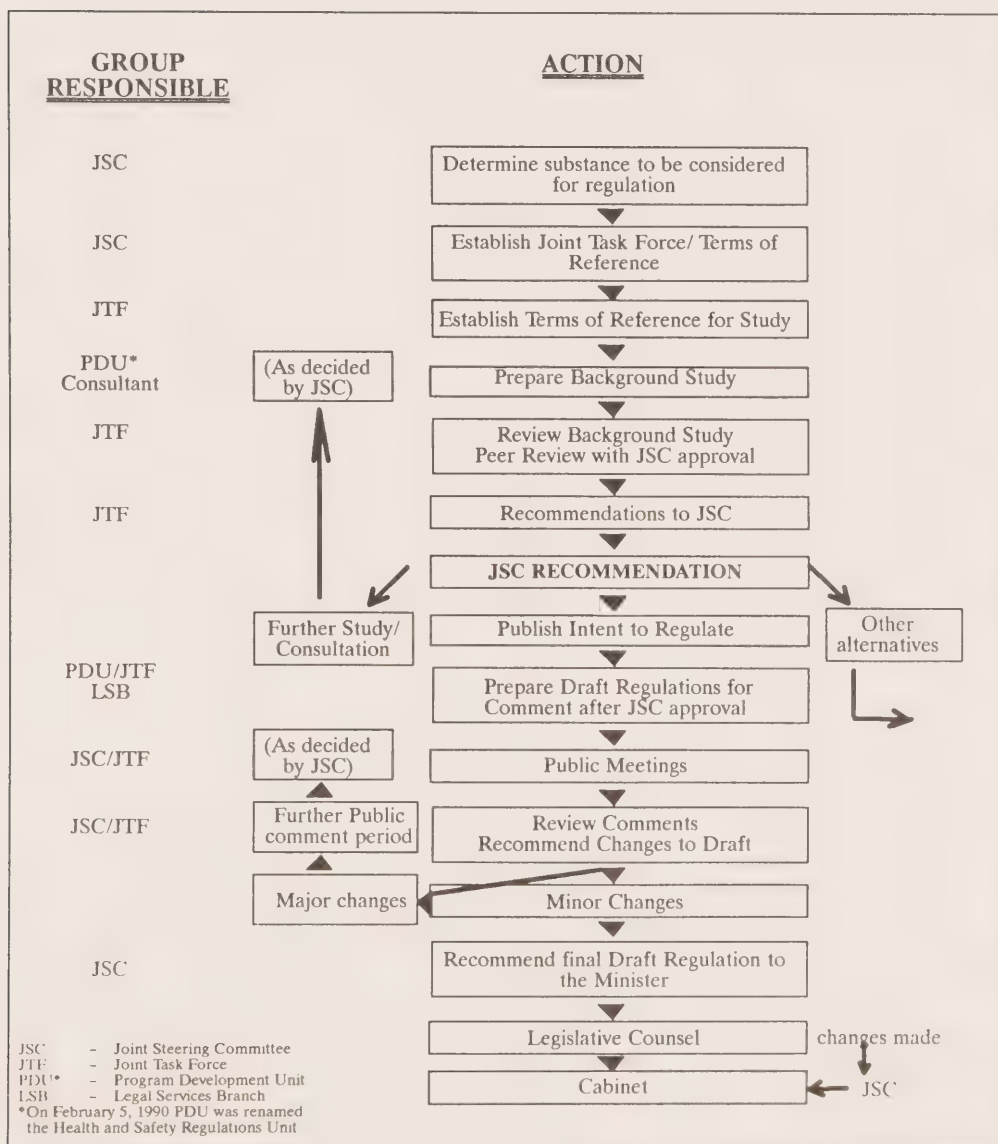 GROUP
RESPONSIBLE
ACTION
JSC
Determine substance to be considered
for regulation
JSC
Establish Joint Task Force/ Terms of
Reference
JTF
Establish Terms of Reference for Study
PDU*
Consultant
(As decided
by JSC)
Prepare Background Study
JTF
Review Background Study
Peer Review with JSC approval
JTF
Recommendations to JSC
JSC RECOMMENDATION
Further Study/
Consultation
Publish Intent to Regulate
Other
alternatives
PDU/JTF
LSB
Prepare Draft Regulations for
Comment after JSC approval
JSC/JTF
(As decided
by JSC)
Public Meetings
JSC/JTF
Further Public
comment period
Review Comments
Recommend Changes to Draft
Major changes
Minor Changes
JSC
Recommend final Draft Regulation to
the Minister
Legislative Counsel
changes made
Cabinet
JSC
JSC – Joint Steering Committee
JTF – Joint Task Force
PDU* – Program Development Unit
LSB – Legal Services Branch
*On February 5, 1990 PDU was renamed
the Health and Safety Regulations Unit